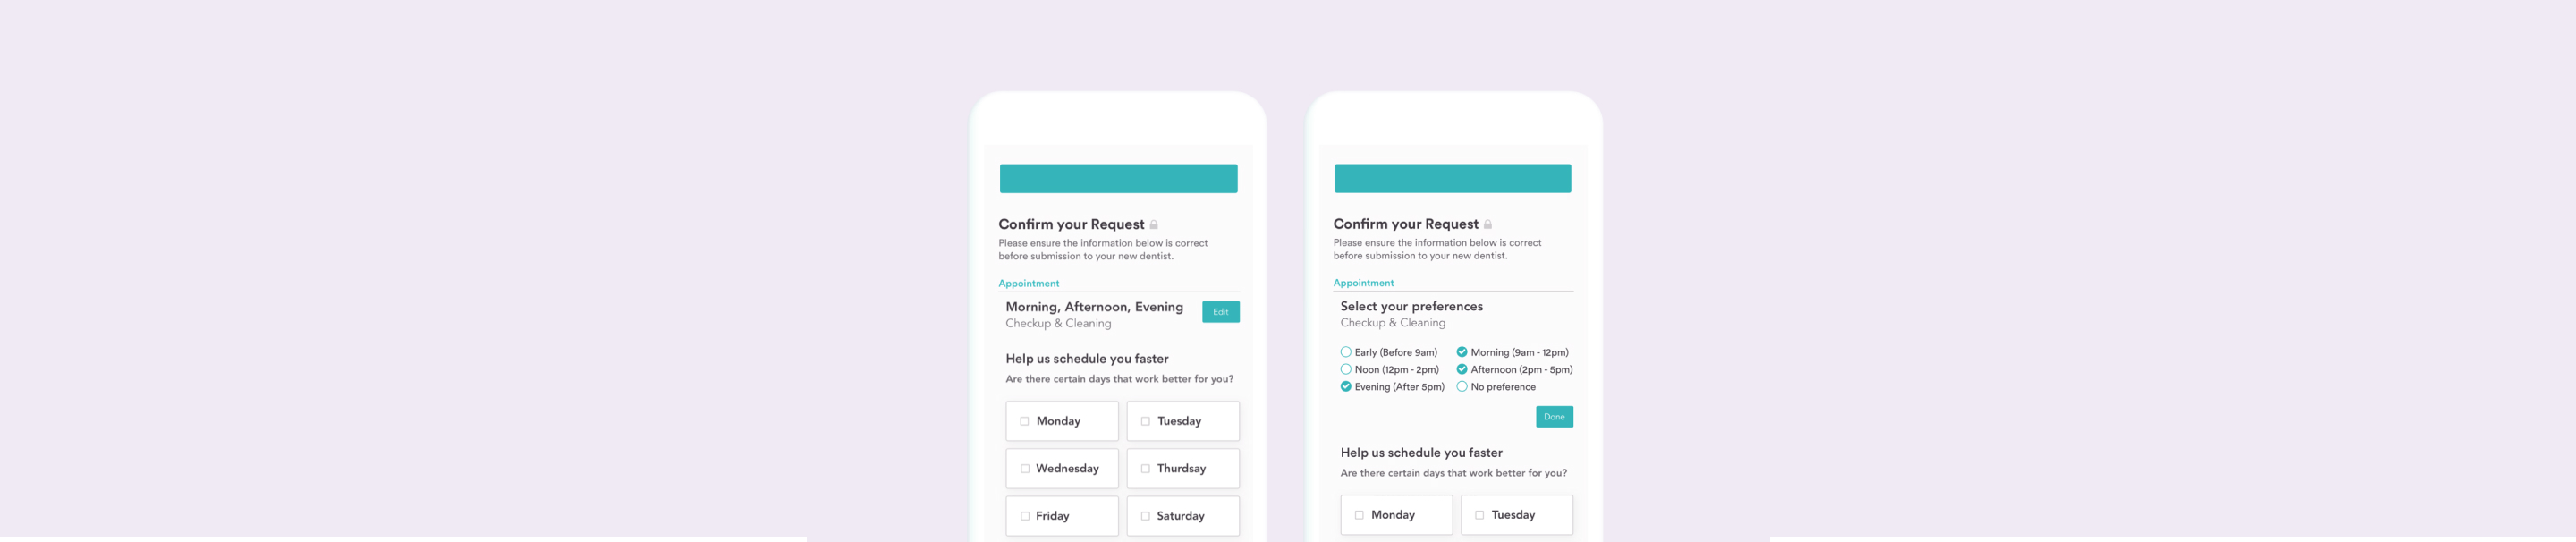 Confirm your Request
Please ensure the information below is correct
before submission to your new dentist.
Appointment
Morning, Afternoon, Evening
Edit
Checkup & Cleaning
Help us schedule you faster
Are there certain days that work better for you?
Monday
Tuesday
Wednesday
Thurdsay
Friday
Saturday
Confirm your Request
Please ensure the information below is correct
before submission to your new dentist.
Appointment
Select your preferences
Checkup & Cleaning
Early (Before 9am)
Morning (9am - 12pm)
Noon (12pm - 2pm)
Afternoon (2pm - 5pm)
Evening (After 5pm)
No preference
Done
Help us schedule you faster
Are there certain days that work better for you?
Monday
Tuesday